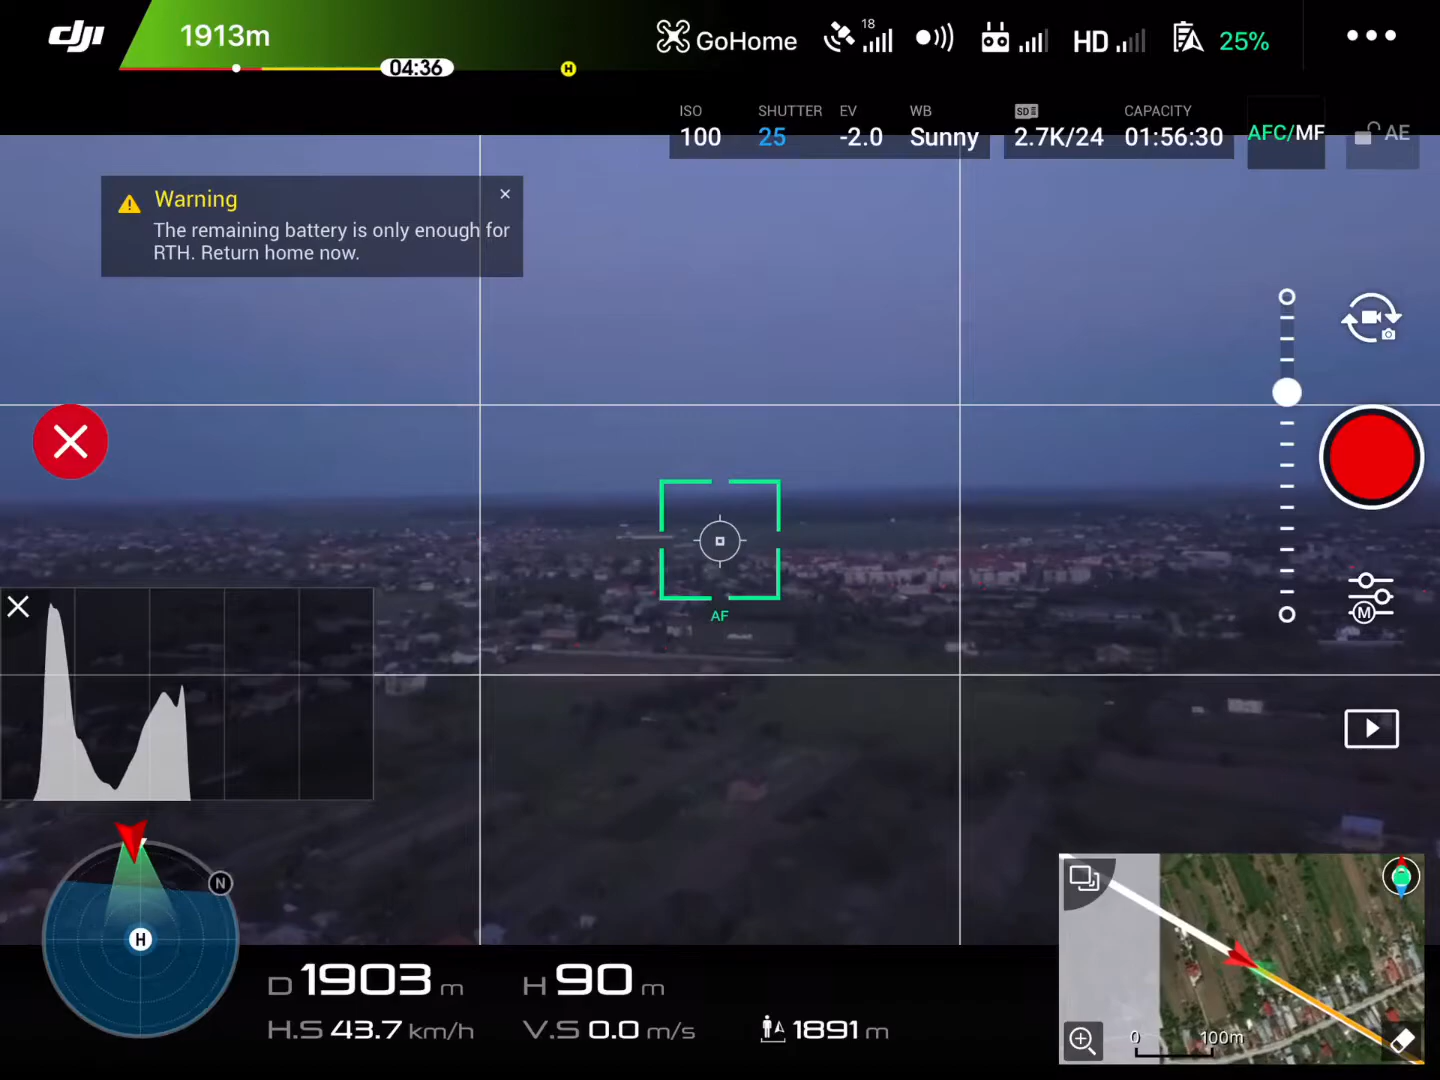 dji
1913m
GoHome
18
HD
25%
04:36
H
ISO
100
SHUTTER
25
EV
-2.0
WB
Sunny
SD
2.7K/24
CAPACITY
01:56:30
AFC/MF
AE
Warning
The remaining battery is only enough for
RTH. Return home now.
AF
M
N
H
D 1903 m
H 90 m
H.S 43.7 km/h
V.S 0.0 m/s
1891 m
0
100m